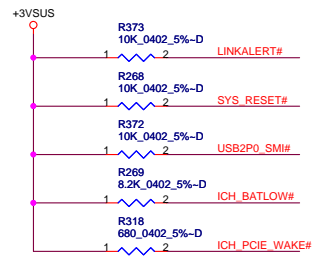 +3VSUS
R373
10K_0402_5%~D
1 2 LINKALERT#
R268
10K_0402_5%~D
1 2 SYS_RESET#
R372
10K_0402_5%~D
1 2 USB2P0_SMI#
R269
8.2K_0402_5%~D
1 2 ICH_BATLOW#
R318
680_0402_5%~D
1 2 ICH_PCIE_WAKE#